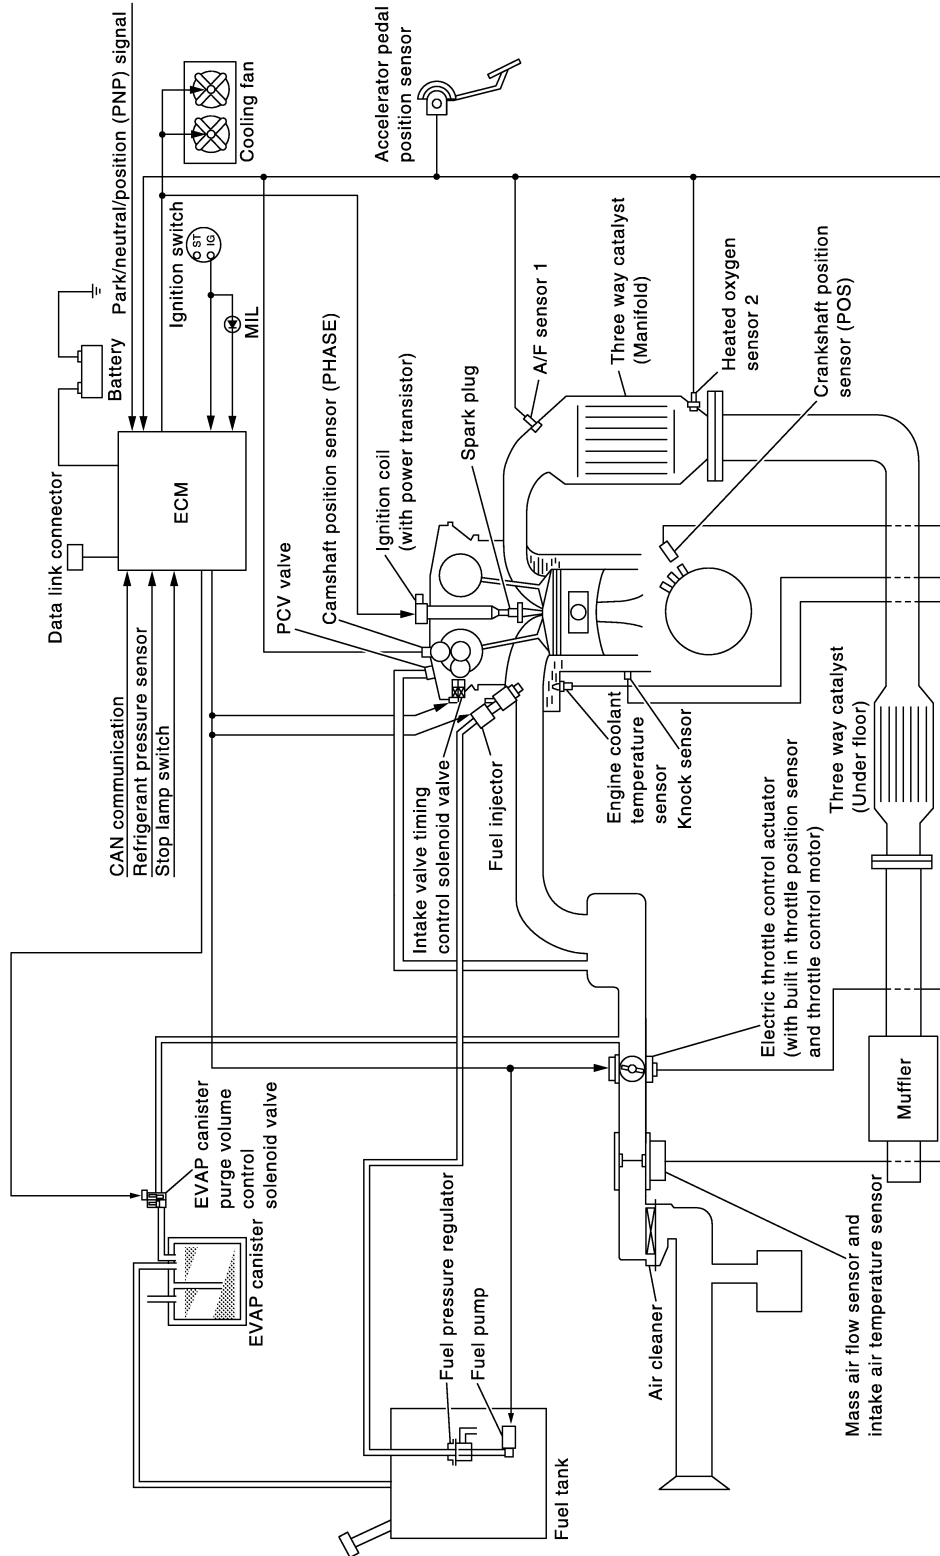 Park/neutral/position (PNP) signal
Cooling fan
Accelerator pedal
position sensor
Ignition switch
ST
IG
MIL
Battery
Data link connector
ECM
CAN communication
Refrigerant pressure sensor
Stop lamp switch
PCV valve
Camshaft position sensor (PHASE)
Ignition coil
(with power transistor)
Spark plug
A/F sensor 1
Three way catalyst
(Manifold)
Heated oxygen
sensor 2
Crankshaft position
sensor (POS)
Intake valve timing
control solenoid valve
Fuel injector
Engine coolant
temperature
sensor
Knock sensor
Electric throttle control actuator
(with built in throttle position sensor
and throttle control motor)
Three way catalyst
(Under floor)
Muffler
EVAP canister
purge volume
control
solenoid valve
EVAP canister
Fuel pressure regulator
Fuel pump
Fuel tank
Air cleaner
Mass air flow sensor and
intake air temperature sensor